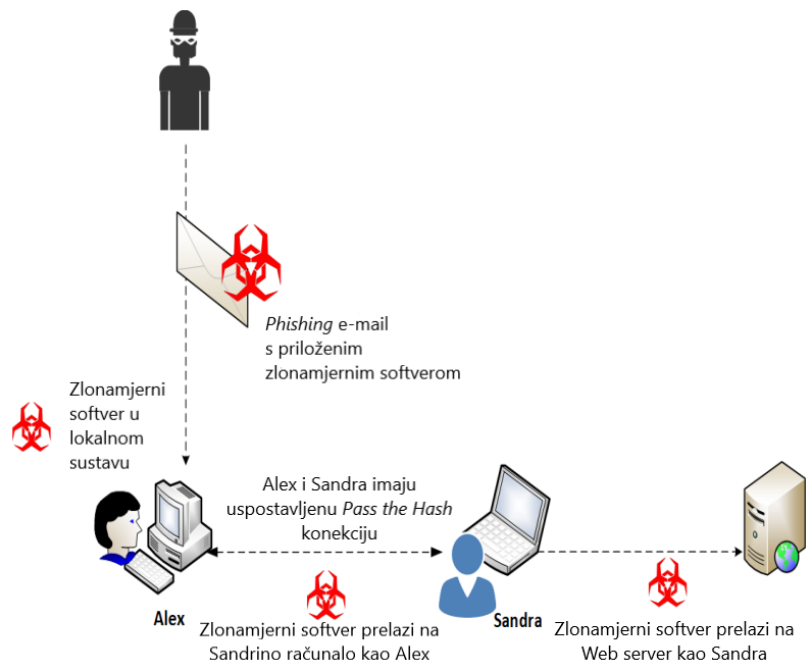 Phishing e-mail
s priloženim
zlonamjernim softverom
Zlonamjerni
softver u
lokalnom
sustavu
Alex i Sandra imaju
uspostavljenu Pass the Hash
konekciju
Alex
Sandra
Zlonamjerni softver prelazi na
Sandrino računalo kao Alex
Zlonamjerni softver prelazi na
Web server kao Sandra